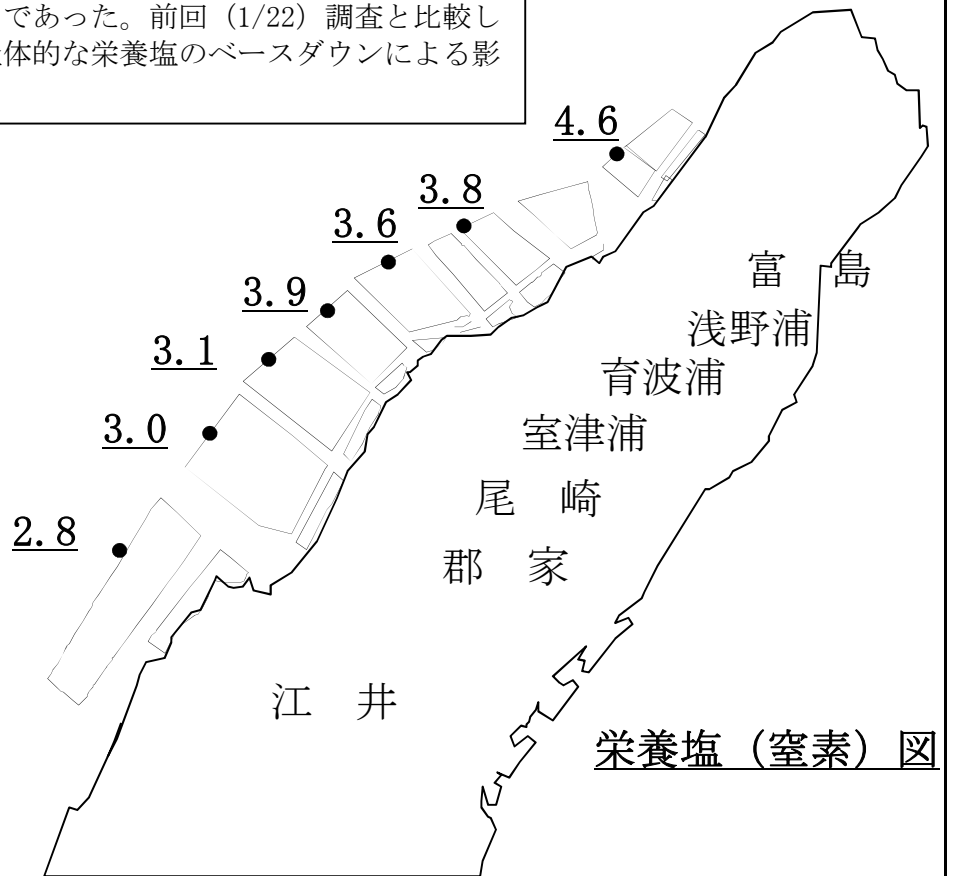 であった。前回（1/22）調査と比較し
体的な栄養塩のベースダウンによる影
4.6
3.8
3.6
3.9
3.1
3.0
2.8
富　島
浅野浦
育波浦
室津浦
尾　崎
郡　家
江　井
栄養塩（窒素）図